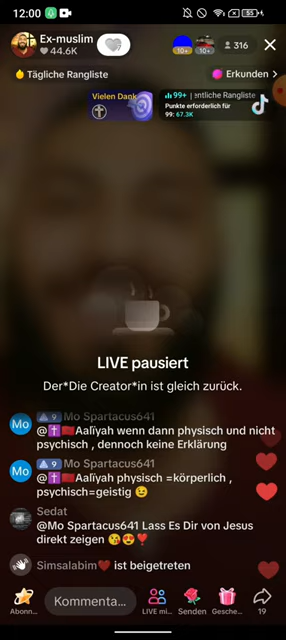 12:00
Ex-muslim
44.6K
10+
10+
316
Tägliche Rangliste
Erkunden >
Vielen Dank
99+ | entliche Rangliste
Punkte erforderlich für
99: 67.3K
LIVE pausiert
Der*Die Creator*in ist gleich zurück.
9 Mo Spartacus641
Mo
@✝️🇲🇦Aaliyah wenn dann physisch und nicht
psychisch , dennoch keine Erklärung
9 Mo Spartacus641
Mo
@✝️🇲🇦Aaliyah physisch =körperlich ,
psychisch=geistig 😉
Sedat
@Mo Spartacus641 Lass Es Dir von Jesus
direkt zeigen 😘😍❣️
Simsalabim❤️ ist beigetreten
Abonn...
Kommenta...
LIVE mi...
Senden
Gesche...
19